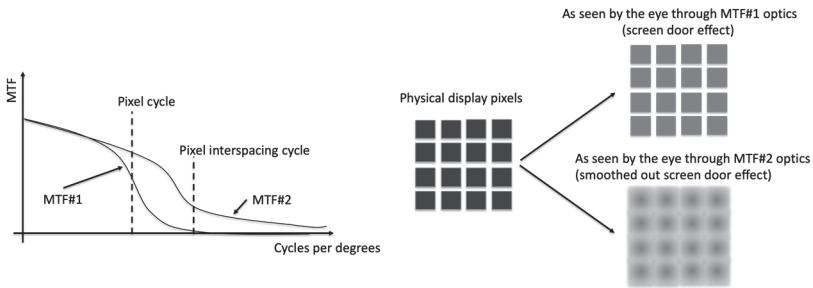 MTF
Pixel cycle
Pixel interspacing cycle
MTF#1
MTF#2
Cycles per degrees
Physical display pixels
As seen by the eye through MTF#1 optics
(screen door effect)
As seen by the eye through MTF#2 optics
(smoothed out screen door effect)